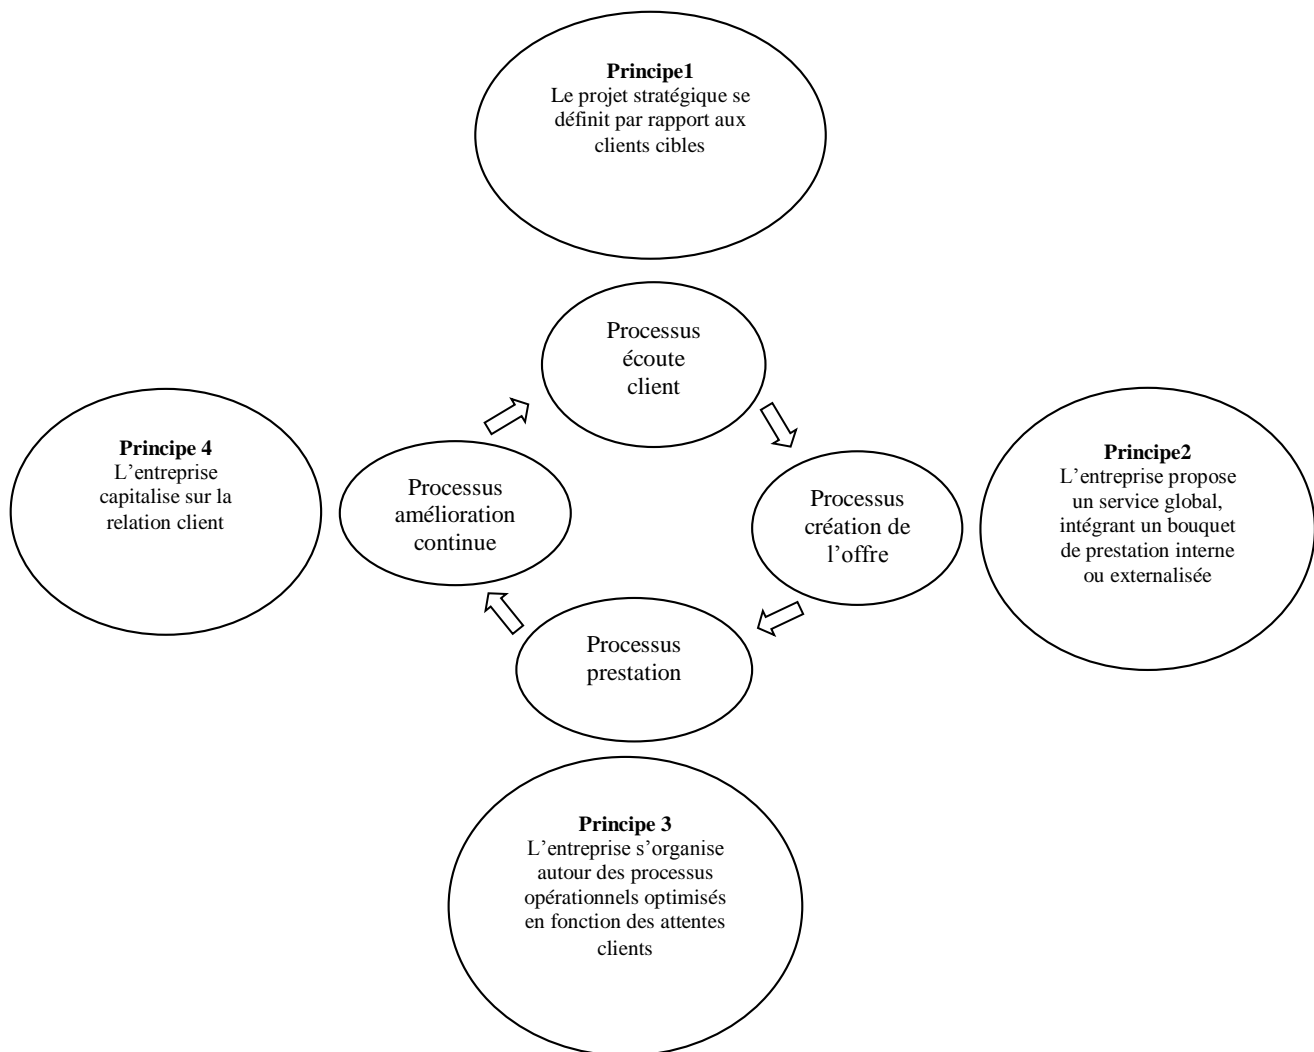 Principe1
Le projet stratégique se
définit par rapport aux
clients cibles
Processus
écoute
client
Principe 4
L’entreprise
capitalise sur la
relation client
Processus
amélioration
continue
Processus
création de
l’offre
Principe2
L’entreprise propose
un service global,
intégrant un bouquet
de prestation interne
ou externalisée
Processus
prestation
Principe 3
L’entreprise s’organise
autour des processus
opérationnels optimisés
en fonction des attentes
clients